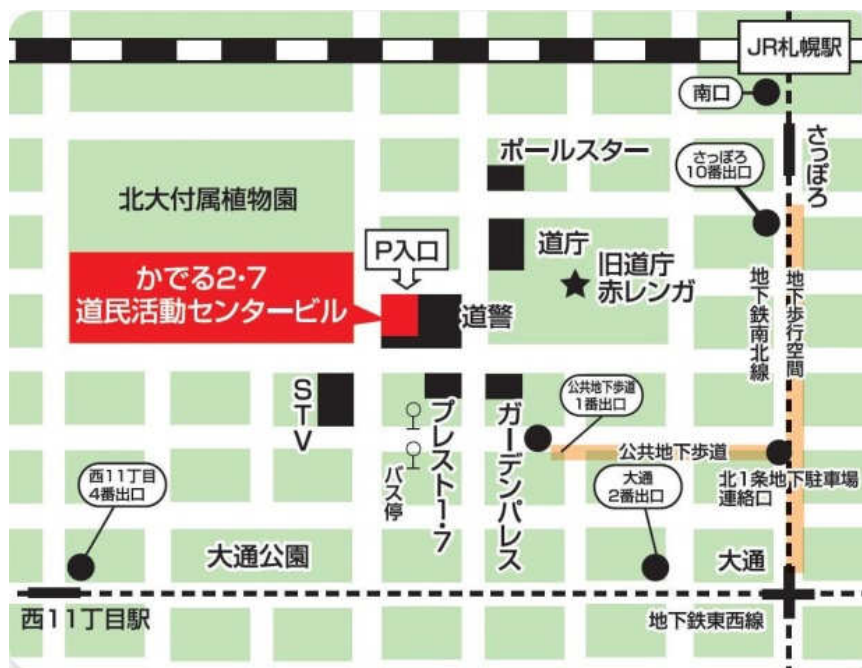 JR札幌駅
南口
さっぽろ
ポールスター
さっぽろ
10番出口
北大付属植物園
P入口
道庁
旧道庁
赤レンガ
かでる2・7
道民活動センタービル
道警
地下鉄南北線
地下歩行空間
STV
プレスト1・7
ガーデンパレス
公共地下歩道
1番出口
公共地下歩道
バス停
西11丁目
4番出口
大通
2番出口
北1条地下駐車場
連絡口
大通公園
大通
西11丁目駅
地下鉄東西線